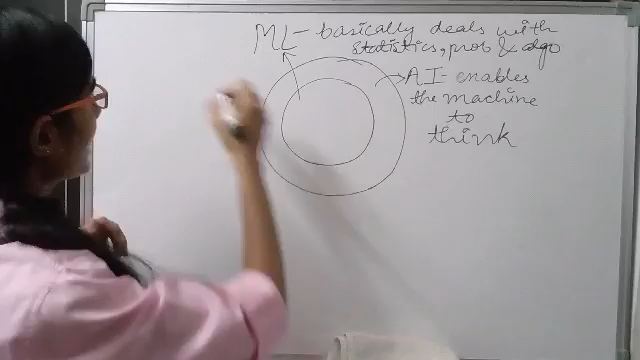 ML- basically deals with
statistics, prob & algo
AI- enables
the machine
to
think